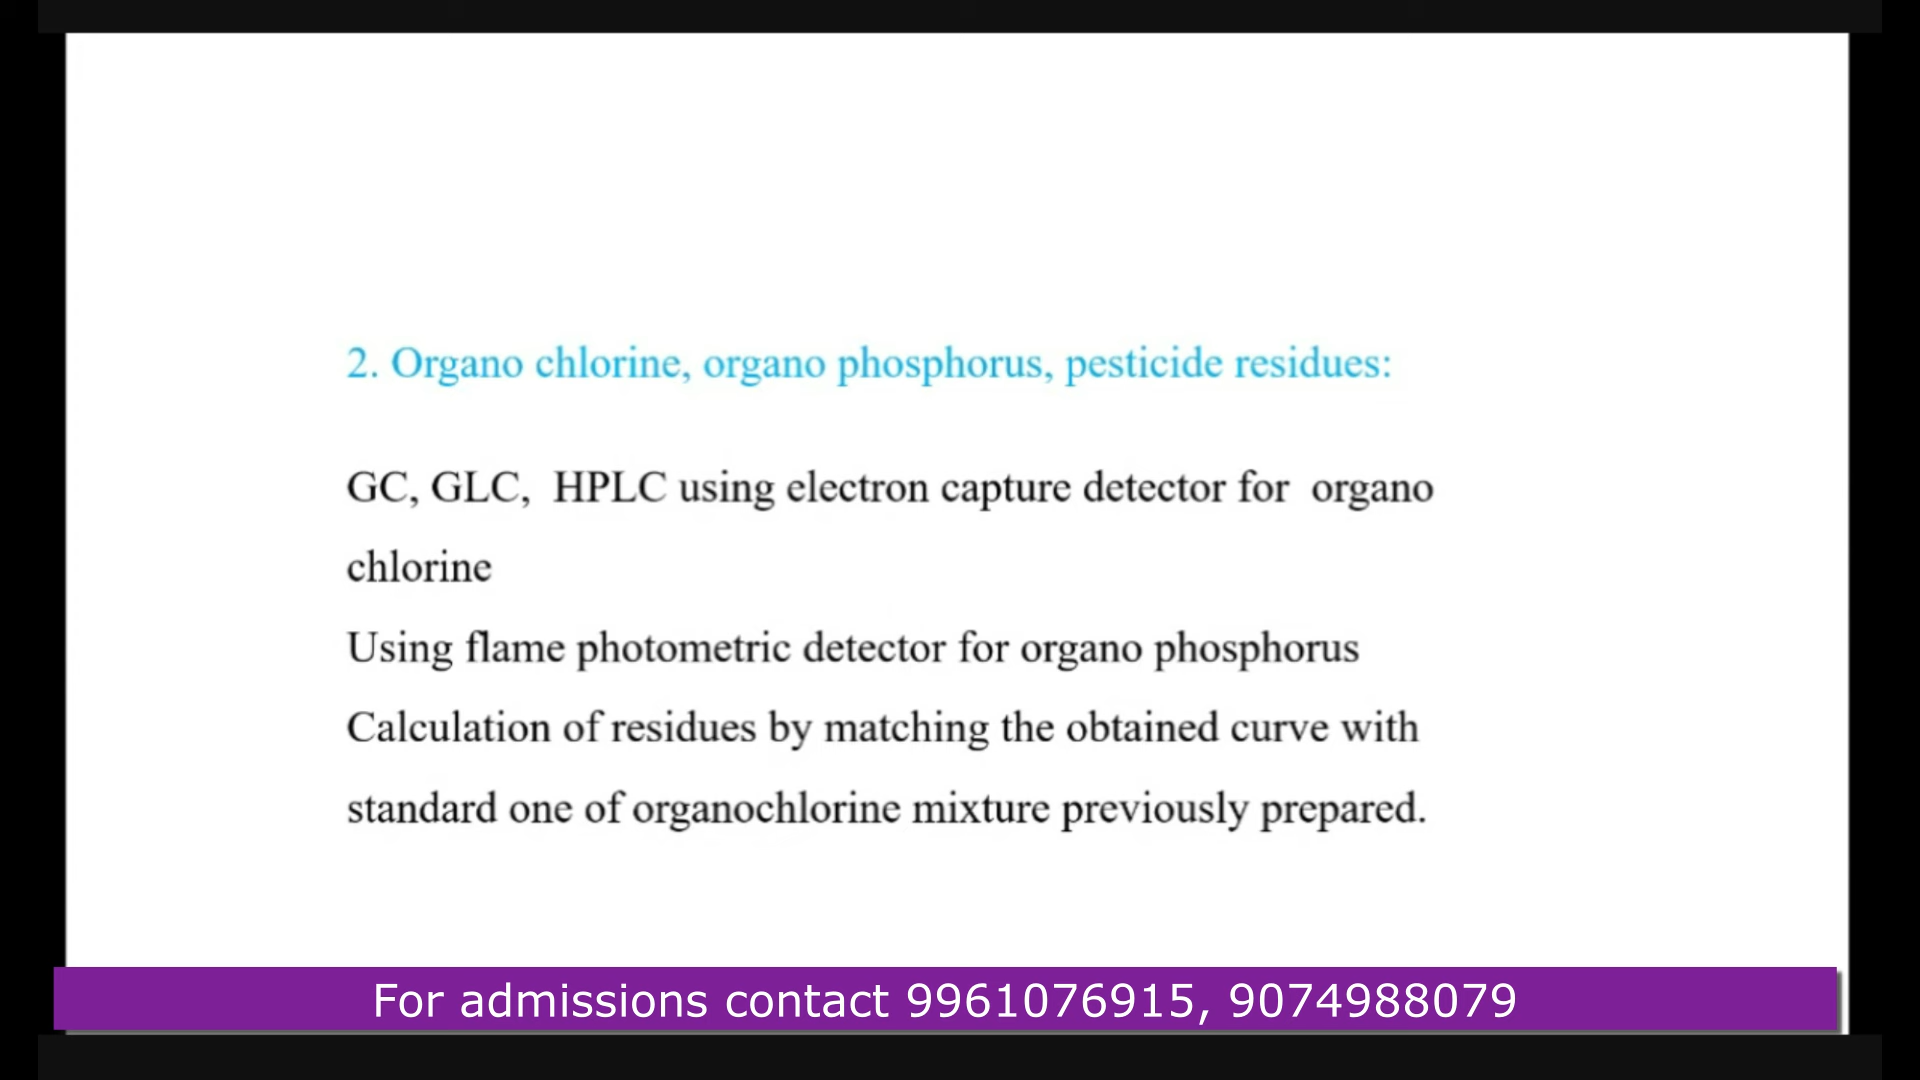 2. Organo chlorine, organo phosphorus, pesticide residues:
GC, GLC, HPLC using electron capture detector for organo
chlorine
Using flame photometric detector for organo phosphorus
Calculation of residues by matching the obtained curve with
standard one of organochlorine mixture previously prepared.
For admissions contact 9961076915, 9074988079